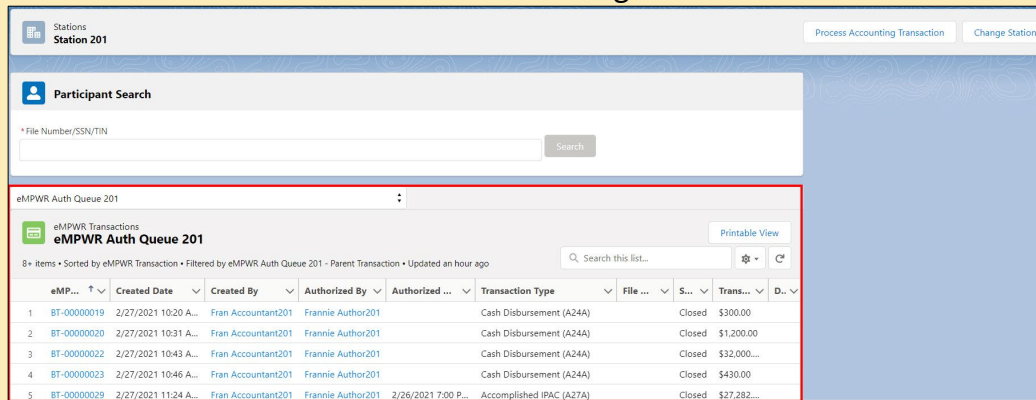 Stations
Station 201
Process Accounting Transaction Change Station
Participant Search
* File Number/SSN/TIN
Search
eMPWR Auth Queue 201
eMPWR Transactions
eMPWR Auth Queue 201
Printable View
8+ items • Sorted by eMPWR Transaction • Filtered by eMPWR Auth Queue 201 - Parent Transaction • Updated an hour ago
Search this list...
eMP... Created Date Created By Authorized By Authorized ... Transaction Type File ... S... Trans... D..
1 BT-00000019 2/27/2021 10:20 A... Fran Accountant201 Frannie Author201 Cash Disbursement (A24A) Closed $300.00
2 BT-00000020 2/27/2021 10:31 A... Fran Accountant201 Frannie Author201 Cash Disbursement (A24A) Closed $1,200.00
3 BT-00000022 2/27/2021 10:43 A... Fran Accountant201 Frannie Author201 Cash Disbursement (A24A) Closed $32,000....
4 BT-00000023 2/27/2021 10:46 A... Fran Accountant201 Frannie Author201 Cash Disbursement (A24A) Closed $430.00
5 BT-00000029 2/27/2021 11:24 A... Fran Accountant201 Frannie Author201 2/26/2021 7:00 P... Accomplished IPAC (A27A) Closed $27,282....